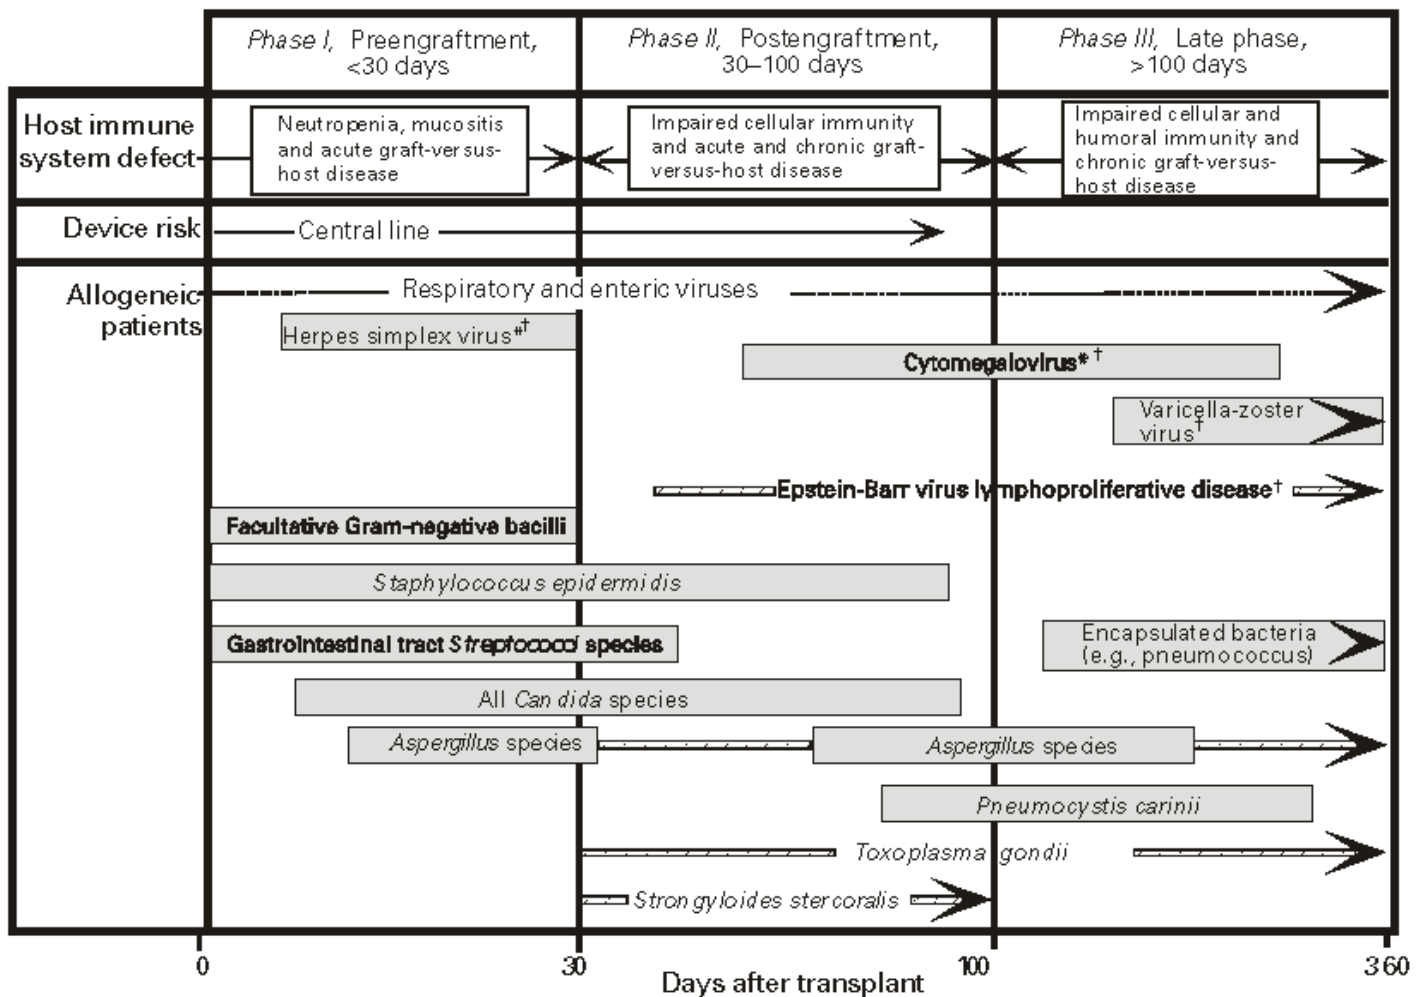 Phase I, Preengraftment,
<30 days
Phase II, Postengraftment,
30–100 days
Phase III, Late phase,
>100 days
Host immune
system defect
Neutropenia, mucositis
and acute graft-versus-
host disease
Impaired cellular immunity
and acute and chronic graft-
versus-host disease
Impaired cellular and
humoral immunity and
chronic graft-versus-
host disease
Device risk
Central line
Allogeneic
patients
Respiratory and enteric viruses
Herpes simplex virus*†
Cytomegalovirus*†
Varicella-zoster
virus†
Epstein-Barr virus lymphoproliferative disease†
Facultative Gram-negative bacilli
Staphylococcus epidermidis
Gastrointestinal tract Streptococci species
Encapsulated bacteria
(e.g., pneumococcus)
All Candida species
Aspergillus species
Aspergillus species
Pneumocystis carinii
Toxoplasma gondii
Strongyloides stercoralis
0
30
100
360
Days after transplant